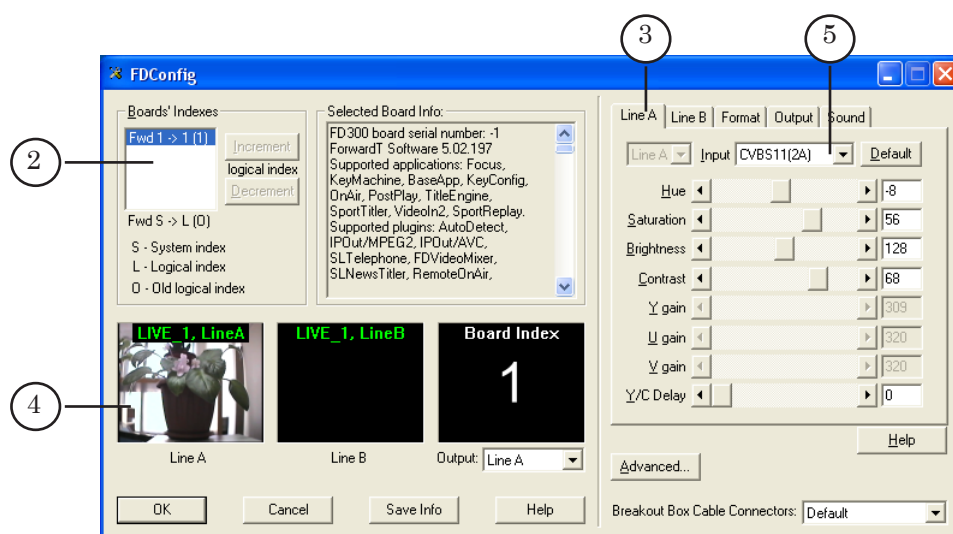 3
5
FDConfig
Boards' Indexes
Fwd 1 -> 1 (1)
Increment
logical index
Decrement
Fwd S -> L (O)
S - System index
L - Logical index
O - Old logical index
2
Selected Board Info:
FD300 board serial number: -1
ForwardT Software 5.02.197
Supported applications: Focus,
KeyMachine, BaseApp, KeyConfig,
OnAir, PostPlay, TitleEngine,
SportTitler, VideoIn2, SportReplay.
Supported plugins: AutoDetect,
IPOut/MPEG2, IPOut/AVC,
SLTelephone, FDVideoMixer,
SLNewsTitler, RemoteOnAir,
LIVE_1, LineA
LIVE_1, LineB
Board Index
1
4
Line A
Line B
Output: Line A
OK
Cancel
Save Info
Help
Line A Line B Format Output Sound
Line A Input CVBS11(2A) Default
Hue -8
Saturation 56
Brightness 128
Contrast 68
Y gain 309
U gain 320
V gain 320
Y/C Delay 0
Help
Advanced...
Breakout Box Cable Connectors: Default